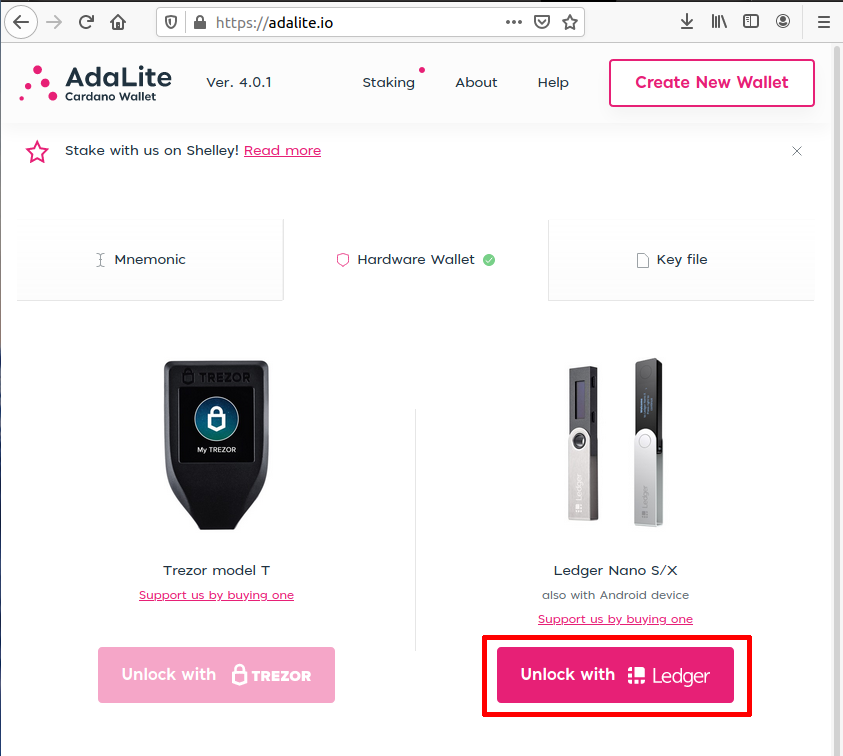 https://adalite.io
AdaLite
Cardano Wallet
Ver. 4.0.1
Staking
About
Help
Create New Wallet
Stake with us on Shelley! Read more
Mnemonic
Hardware Wallet
Key file
TREZOR
My TREZOR
Ledger
Ledger
Trezor model T
Support us by buying one
Ledger Nano S/X
also with Android device
Support us by buying one
Unlock with TREZOR
Unlock with Ledger